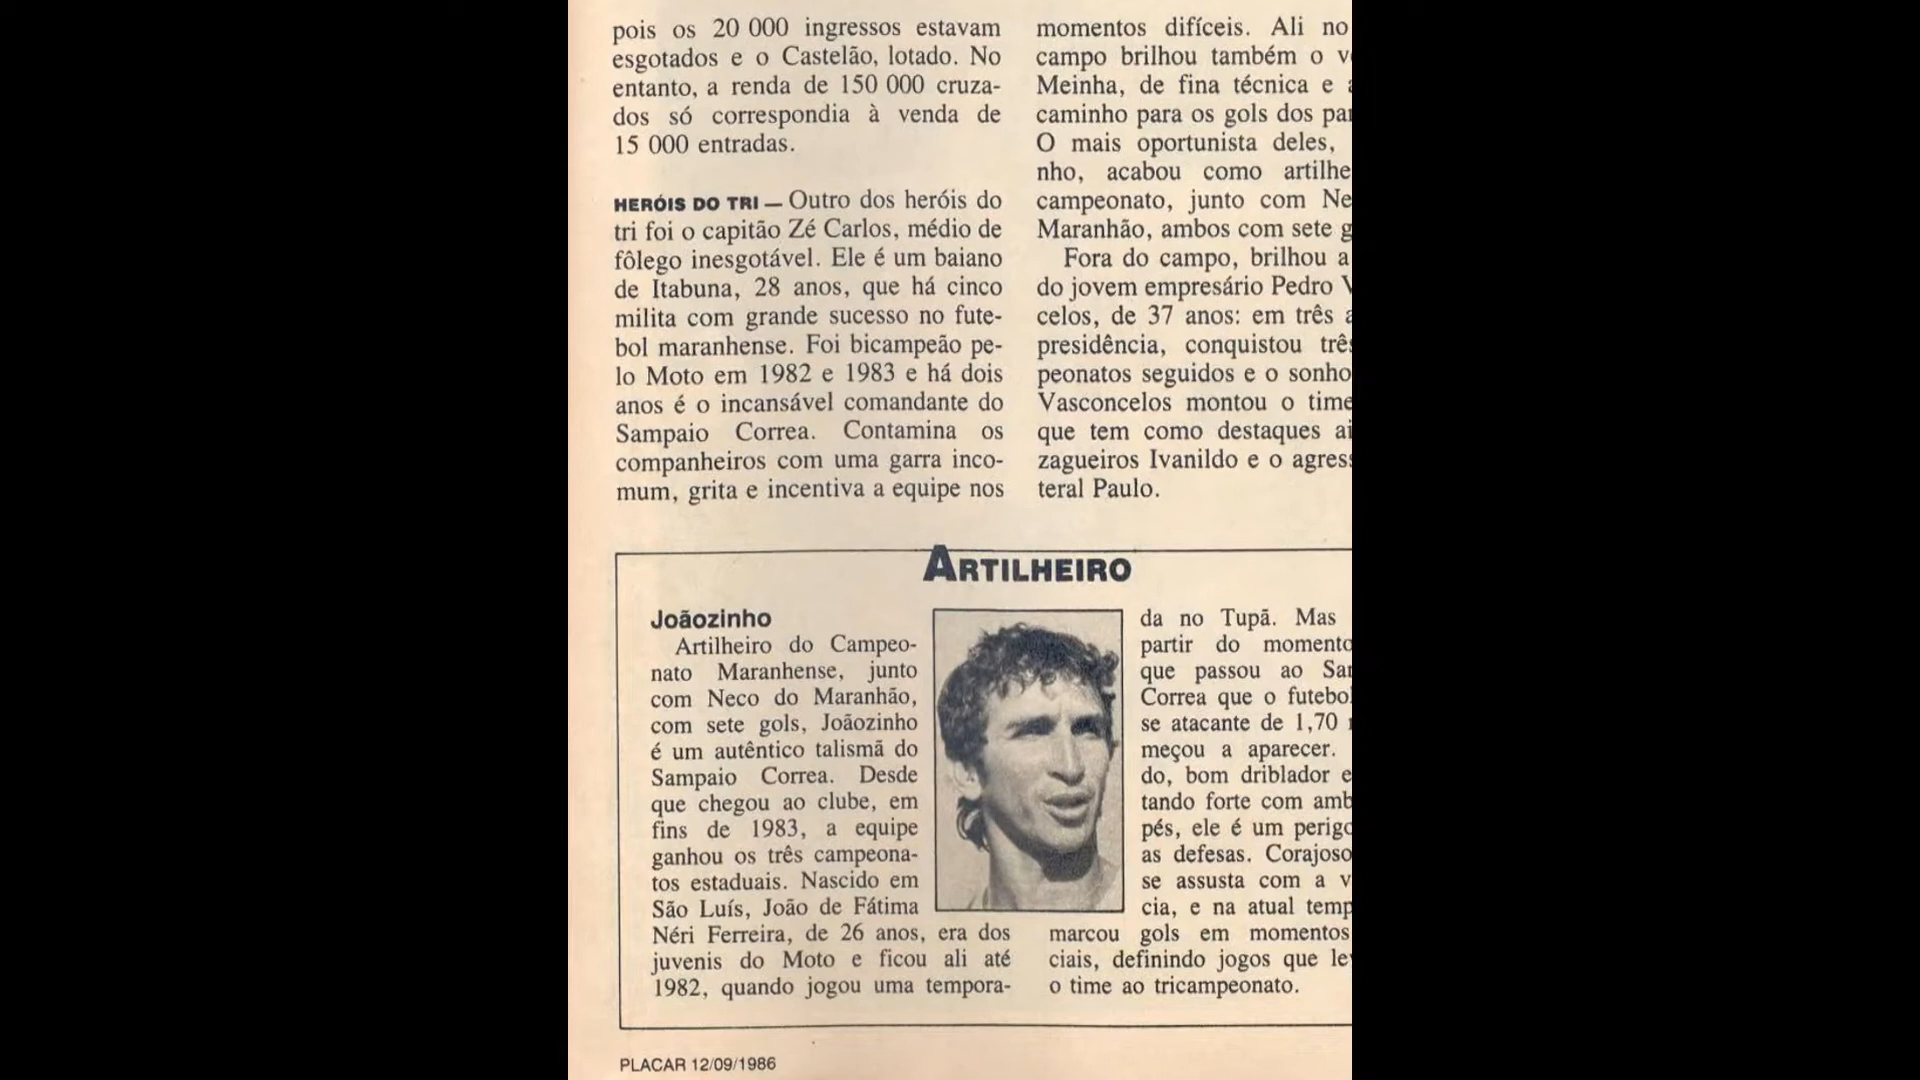 pois os 20 000 ingressos estavam
esgotados e o Castelão, lotado. No
entanto, a renda de 150 000 cruza-
dos só correspondia à venda de
15 000 entradas.
HERÓIS DO TRI — Outro dos heróis do
tri foi o capitão Zé Carlos, médio de
fôlego inesgotável. Ele é um baiano
de Itabuna, 28 anos, que há cinco
milita com grande sucesso no fute-
bol maranhense. Foi bicampeão pe-
lo Moto em 1982 e 1983 e há dois
anos é o incansável comandante do
Sampaio Correa. Contamina os
companheiros com uma garra inco-
mum, grita e incentiva a equipe nos
momentos difíceis. Ali no
campo brilhou também o
Meinha, de fina técnica e
caminho para os gols dos
O mais oportunista deles,
nho, acabou como
campeonato, junto com
Maranhão, ambos com sete
Fora do campo, brilhou a
do jovem empresário Pedro
celos, de 37 anos: em três
presidência, conquistou
peonatos seguidos e o sonho
Vasconcelos montou o time
que tem como destaques
zagueiros Ivanildo e o
teral Paulo.
ARTILHEIRO
Joãozinho
Artilheiro do Campeo-
nato Maranhense, junto
com Neco do Maranhão,
com sete gols, Joãozinho
é um autêntico talismã do
Sampaio Correa. Desde
que chegou ao clube, em
fins de 1983, a equipe
ganhou os três campeona-
tos estaduais. Nascido em
São Luís, João de Fátima
Néri Ferreira, de 26 anos, era dos
juvenis do Moto e ficou ali até
1982, quando jogou uma tempora-
da no Tupã. Mas
partir do momento
que passou ao
Correa que o
se atacante de 1,70
meçou a aparecer.
do, bom driblador e
tando forte com
pés, ele é um
as defesas. Corajoso
se assusta com a
cia, e na atual
marcou gols em momentos
ciais, definindo jogos que
o time ao tricampeonato.
PLACAR 12/09/1986